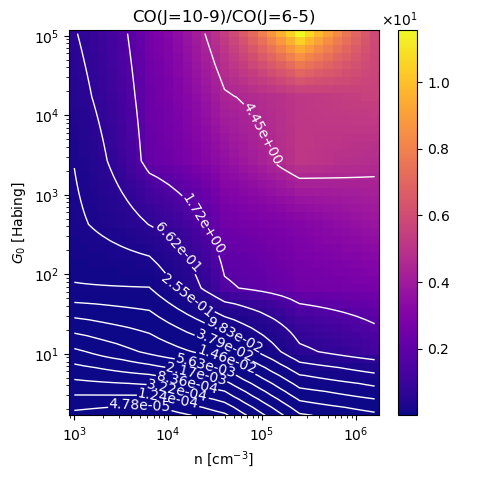 CO(J=10-9)/CO(J=6-5)
×10¹
10⁵
10⁴
10³
10²
10¹
G₀ [Habing]
4.45e+00
1.72e+00
6.62e-01
2.55e-01
9.83e-02
3.79e-02
1.46e-02
5.63e-03
2.17e-03
8.36e-04
3.22e-04
1.24e-04
4.78e-05
10³
10⁴
10⁵
10⁶
n [cm⁻³]
1.0
0.8
0.6
0.4
0.2